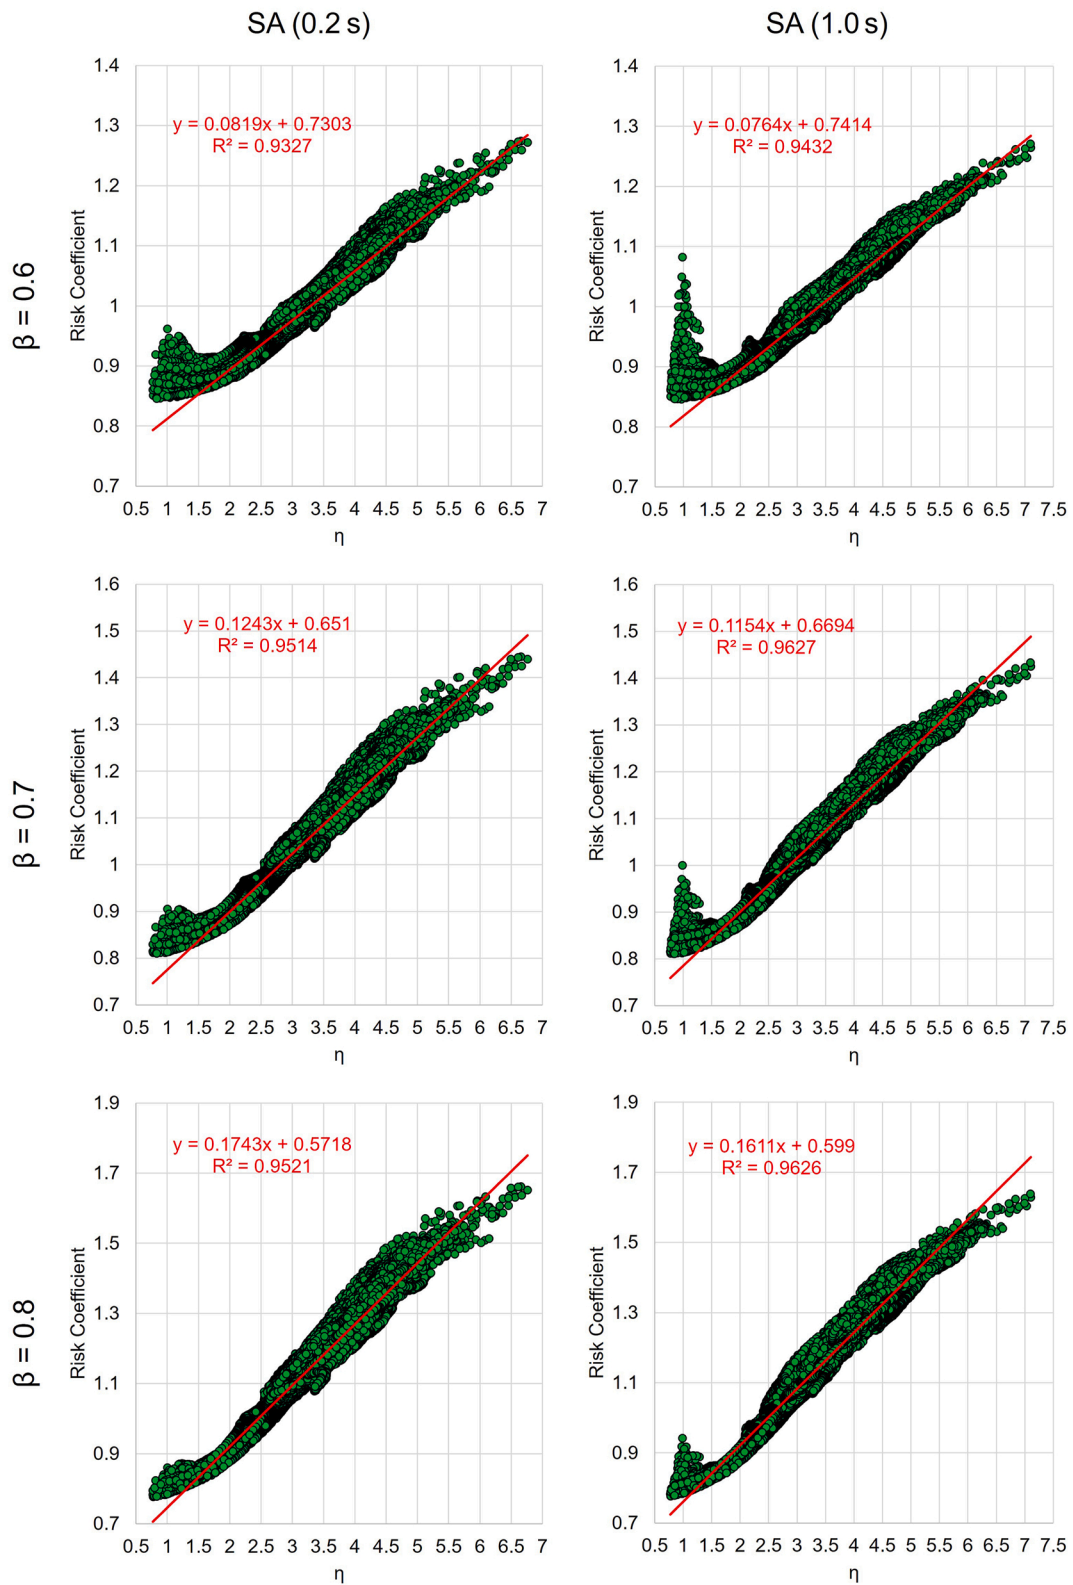 SA (0.2 s)
SA (1.0 s)
β = 0.6
Risk Coefficient
1.4
1.3
1.2
1.1
1
0.9
0.8
0.7
y = 0.0819x + 0.7303
R² = 0.9327
0.5 1 1.5 2 2.5 3 3.5 4 4.5 5 5.5 6 6.5 7
η
Risk Coefficient
1.4
1.3
1.2
1.1
1
0.9
0.8
0.7
y = 0.0764x + 0.7414
R² = 0.9432
0.5 1 1.5 2 2.5 3 3.5 4 4.5 5 5.5 6 6.5 7 7.5
η
β = 0.7
Risk Coefficient
1.6
1.5
1.4
1.3
1.2
1.1
1
0.9
0.8
0.7
y = 0.1243x + 0.651
R² = 0.9514
0.5 1 1.5 2 2.5 3 3.5 4 4.5 5 5.5 6 6.5 7
η
Risk Coefficient
1.6
1.5
1.4
1.3
1.2
1.1
1
0.9
0.8
0.7
y = 0.1154x + 0.6694
R² = 0.9627
0.5 1 1.5 2 2.5 3 3.5 4 4.5 5 5.5 6 6.5 7 7.5
η
β = 0.8
Risk Coefficient
1.9
1.7
1.5
1.3
1.1
0.9
0.7
y = 0.1743x + 0.5718
R² = 0.9521
0.5 1 1.5 2 2.5 3 3.5 4 4.5 5 5.5 6 6.5 7
η
Risk Coefficient
1.9
1.7
1.5
1.3
1.1
0.9
0.7
y = 0.1611x + 0.599
R² = 0.9626
0.5 1 1.5 2 2.5 3 3.5 4 4.5 5 5.5 6 6.5 7 7.5
η